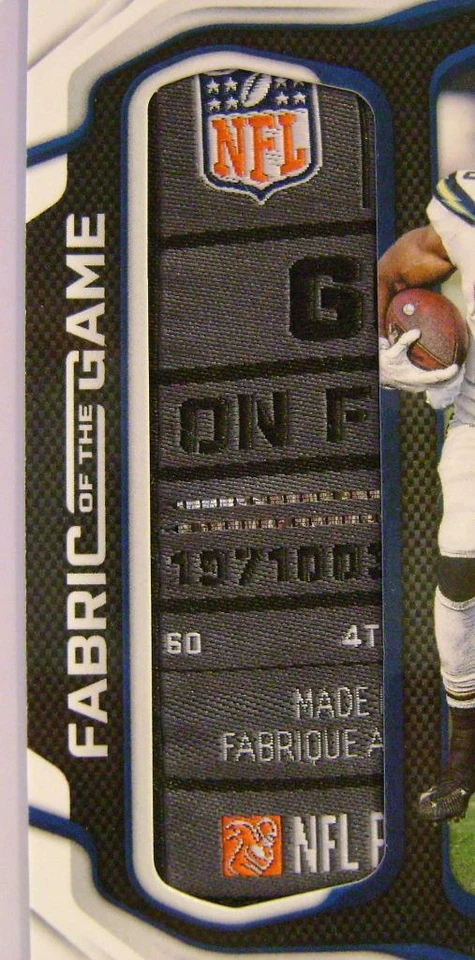 FABRIC OF THE GAME
NFL
G
ON F
197100
60 4T
MADE
FABRIQUE A
NFL P